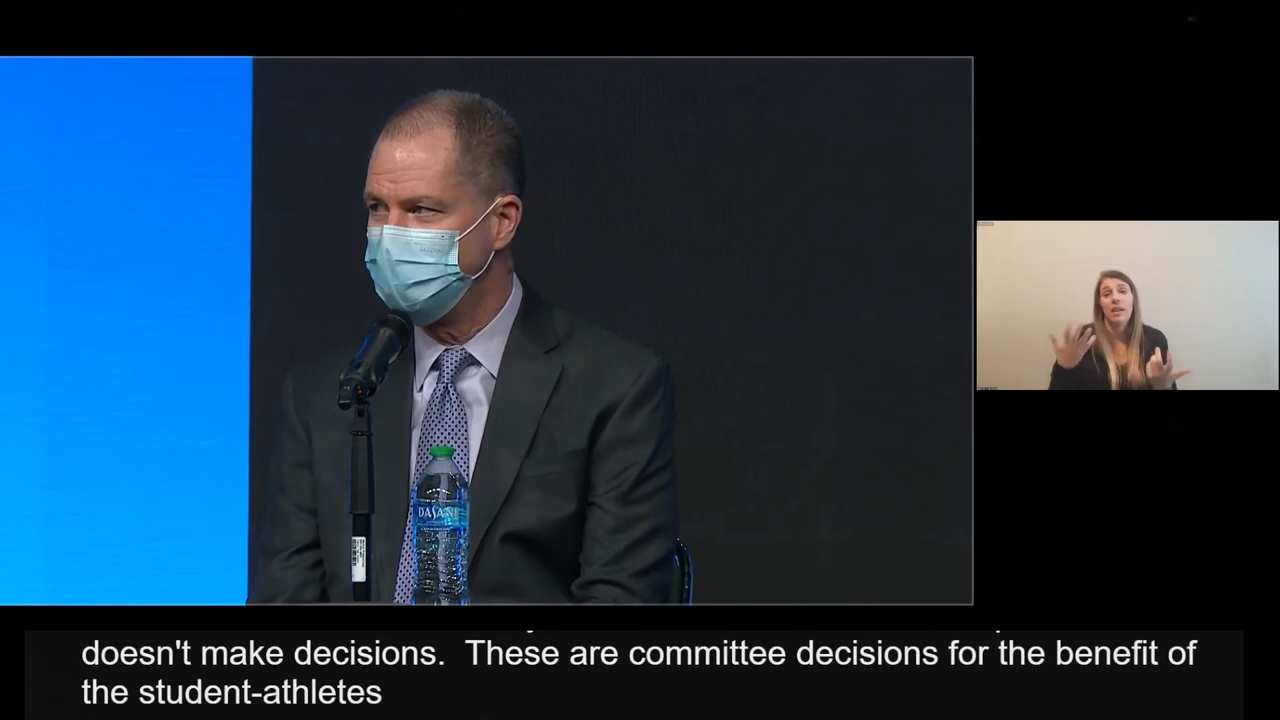 DASANI
doesn't make decisions.  These are committee decisions for the benefit of
the student-athletes